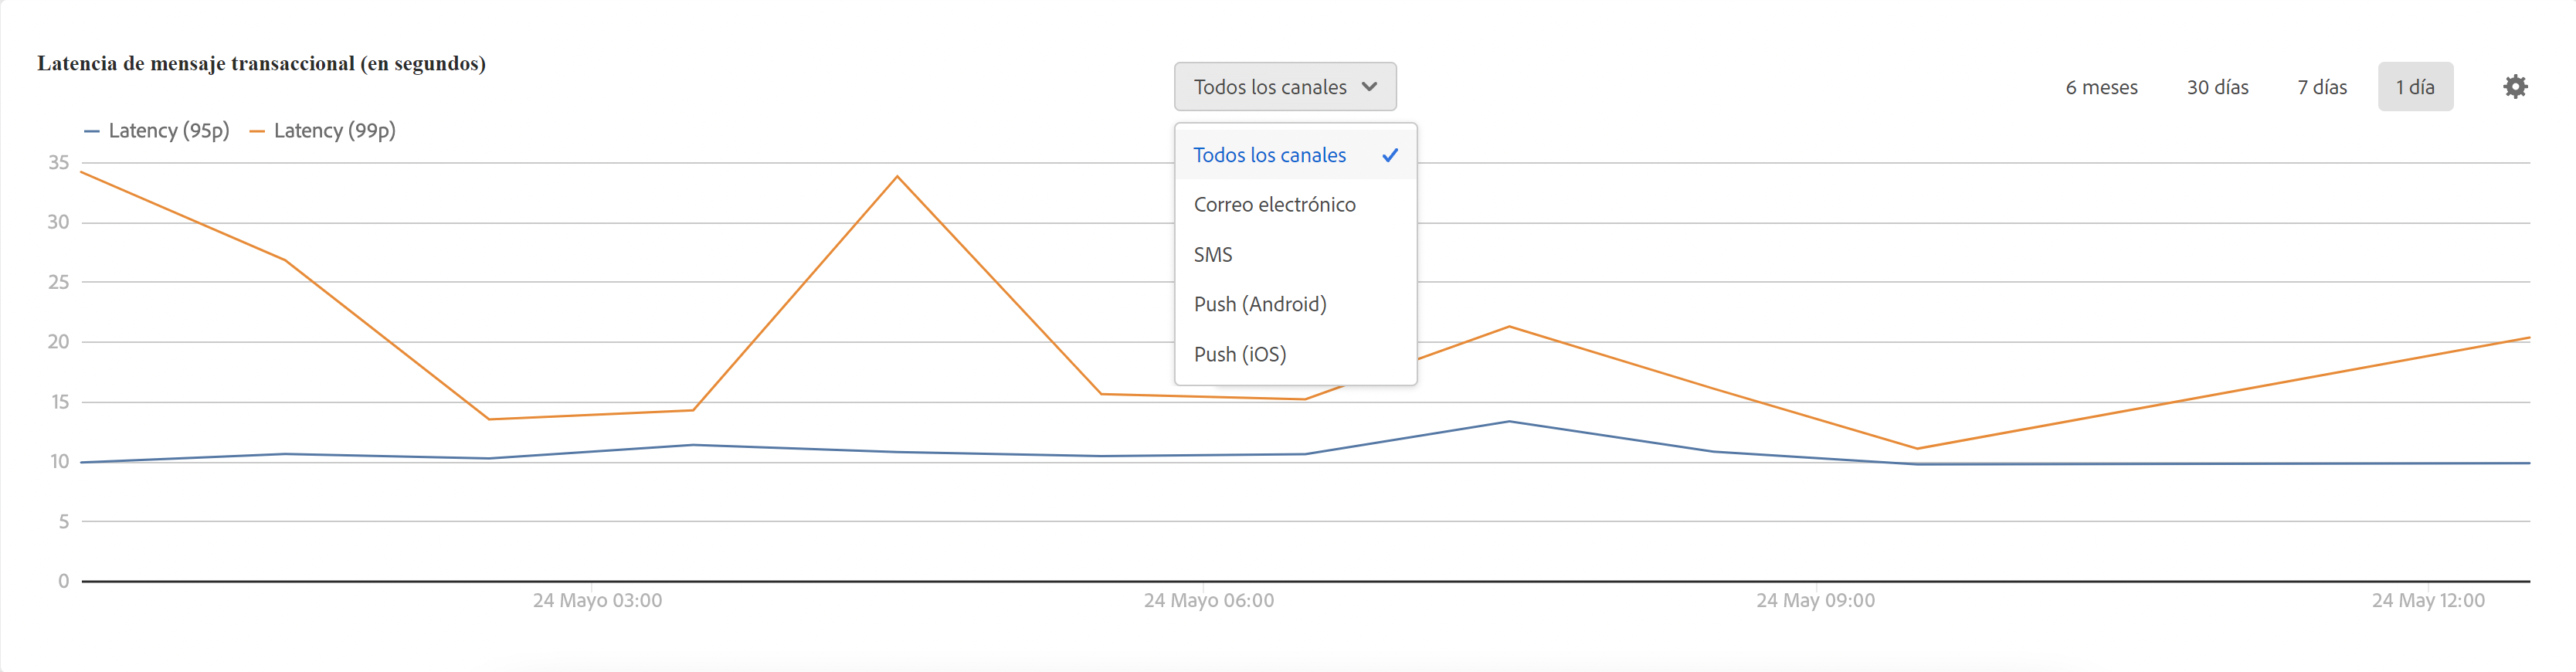 Latencia de mensaje transaccional (en segundos)
Todos los canales
6 meses 30 días 7 días 1 día
Latency (95p) Latency (99p)
Todos los canales
Correo electrónico
SMS
Push (Android)
Push (iOS)
35
30
25
20
15
10
5
0
24 Mayo 03:00 24 Mayo 06:00 24 May 09:00 24 May 12:00